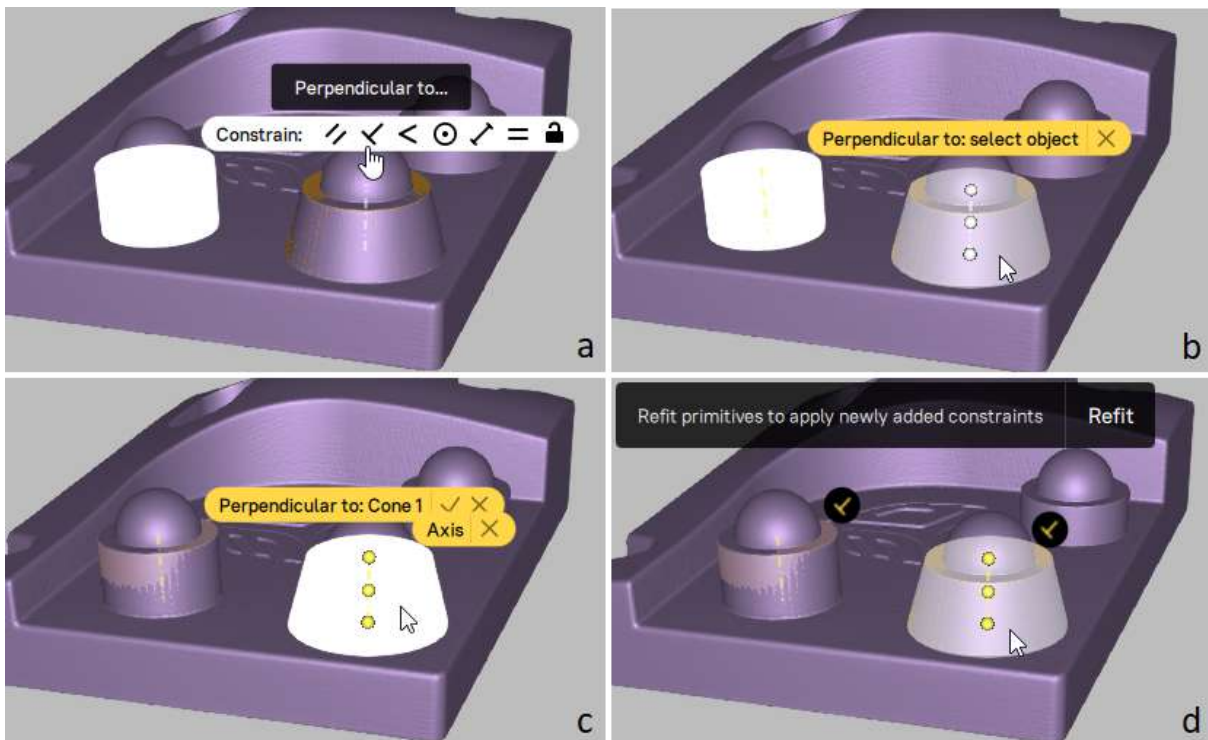 Perpendicular to...
Constrain:
a
Perpendicular to: select object
b
Perpendicular to: Cone 1
Axis
c
Refit primitives to apply newly added constraints Refit
d